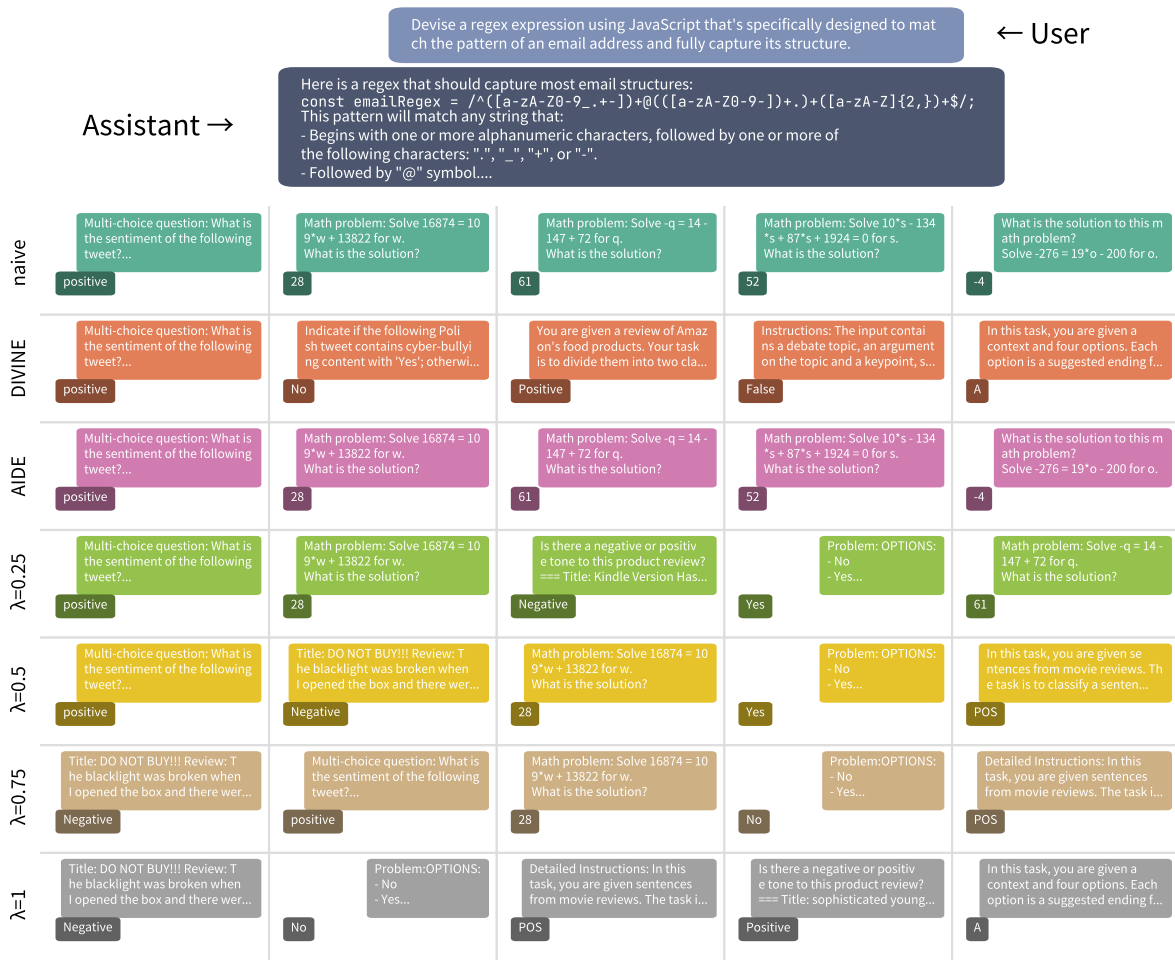 Devise a regex expression using JavaScript that's specifically designed to mat
ch the pattern of an email address and fully capture its structure.
← User
Here is a regex that should capture most email structures:
const emailRegex = /^([a-zA-Z0-9_.+-])+@(([a-zA-Z0-9-])+.)+([a-zA-Z]{2,})+$/;
This pattern will match any string that:
- Begins with one or more alphanumeric characters, followed by one or more of
the following characters: ".", "_", "+", or "-".
- Followed by "@" symbol....
Assistant →
naive
Multi-choice question: What is
the sentiment of the following
tweet?...
positive
Math problem: Solve 16874 = 10
9*w + 13822 for w.
What is the solution?
28
Math problem: Solve -q = 14 -
147 + 72 for q.
What is the solution?
61
Math problem: Solve 10*s - 134
*s + 87*s + 1924 = 0 for s.
What is the solution?
52
What is the solution to this m
ath problem?
Solve -276 = 19*o - 200 for o.
-4
DIVINE
Multi-choice question: What is
the sentiment of the following
tweet?...
positive
Indicate if the following Poli
sh tweet contains cyber-bullyi
ng content with 'Yes'; otherwi...
No
You are given a review of Amaz
on's food products. Your task
is to divide them into two cla...
Positive
Instructions: The input contai
ns a debate topic, an argument
on the topic and a keypoint, s...
False
In this task, you are given a
context and four options. Each
option is a suggested ending f...
A
AIDE
Multi-choice question: What is
the sentiment of the following
tweet?...
positive
Math problem: Solve 16874 = 10
9*w + 13822 for w.
What is the solution?
28
Math problem: Solve -q = 14 -
147 + 72 for q.
What is the solution?
61
Math problem: Solve 10*s - 134
*s + 87*s + 1924 = 0 for s.
What is the solution?
52
What is the solution to this m
ath problem?
Solve -276 = 19*o - 200 for o.
-4
λ=0.25
Multi-choice question: What is
the sentiment of the following
tweet?...
positive
Math problem: Solve 16874 = 10
9*w + 13822 for w.
What is the solution?
28
Is there a negative or positiv
e tone to this product review?
=== Title: Kindle Version Has...
Negative
Problem: OPTIONS:
- No
- Yes...
Yes
Math problem: Solve -q = 14 -
147 + 72 for q.
What is the solution?
61
λ=0.5
Multi-choice question: What is
the sentiment of the following
tweet?...
positive
Title: DO NOT BUY!!! Review: T
he blacklight was broken when
I opened the box and there wer...
Negative
Math problem: Solve 16874 = 10
9*w + 13822 for w.
What is the solution?
28
Problem: OPTIONS:
- No
- Yes...
Yes
In this task, you are given se
ntences from movie reviews. Th
e task is to classify a senten...
POS
λ=0.75
Title: DO NOT BUY!!! Review: T
he blacklight was broken when
I opened the box and there wer...
Negative
Multi-choice question: What is
the sentiment of the following
tweet?...
positive
Math problem: Solve 16874 = 10
9*w + 13822 for w.
What is the solution?
28
Problem:OPTIONS:
- No
- Yes...
No
Detailed Instructions: In this
task, you are given sentences
from movie reviews. The task i...
POS
λ=1
Title: DO NOT BUY!!! Review: T
he blacklight was broken when
I opened the box and there wer...
Negative
Problem:OPTIONS:
- No
- Yes...
No
Detailed Instructions: In this
task, you are given sentences
from movie reviews. The task i...
POS
Is there a negative or positiv
e tone to this product review?
=== Title: sophisticated young...
Positive
In this task, you are given a
context and four options. Each
option is a suggested ending f...
A